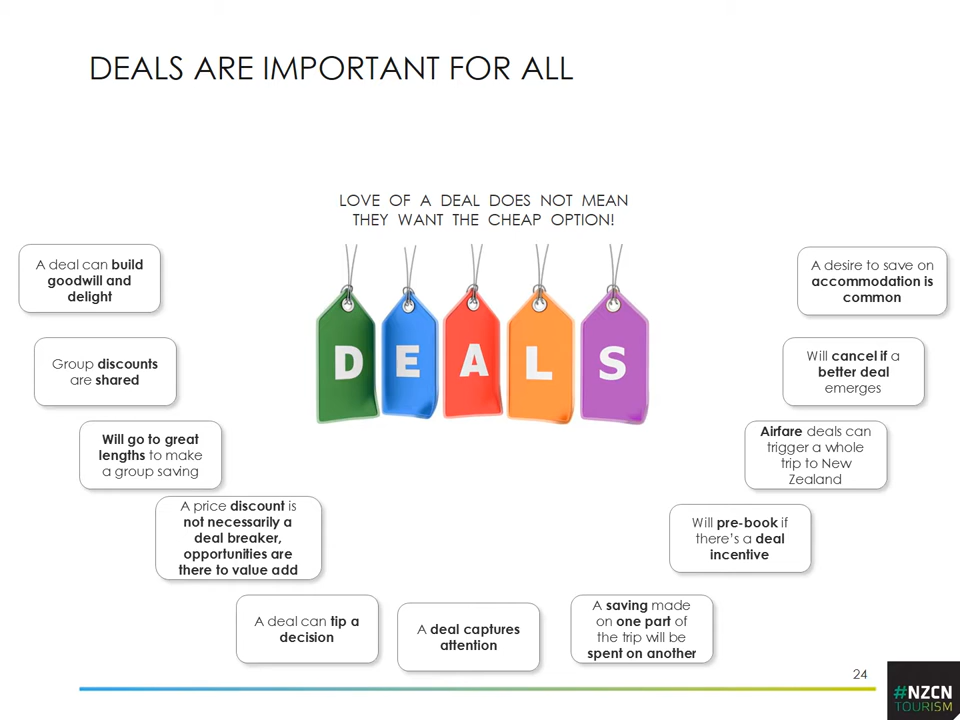 DEALS ARE IMPORTANT FOR ALL
LOVE OF A DEAL DOES NOT MEAN
THEY WANT THE CHEAP OPTION!
D E A L S
A deal can build
goodwill and
delight
Group discounts
are shared
Will go to great
lengths to make
a group saving
A price discount is
not necessarily a
deal breaker,
opportunities are
there to value add
A deal can tip a
decision
A deal captures
attention
A saving made
on one part of
the trip will be
spent on another
Will pre-book if
there's a deal
incentive
Airfare deals can
trigger a whole
trip to New
Zealand
Will cancel if a
better deal
emerges
A desire to save on
accommodation is
common
24
#NZCN
TOURISM